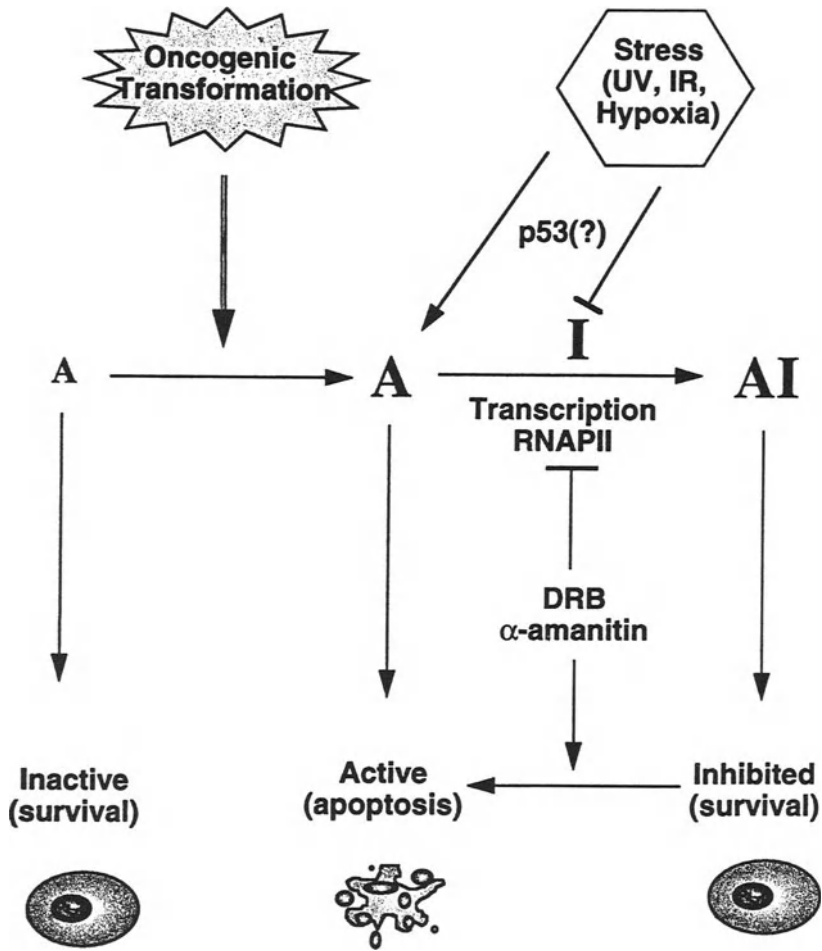 Oncogenic
Transformation
Stress
(UV, IR,
Hypoxia)
p53(?)
A
A
I
AI
Transcription
RNAPII
DRB
α-amanitin
Inactive
(survival)
Active
(apoptosis)
Inhibited
(survival)